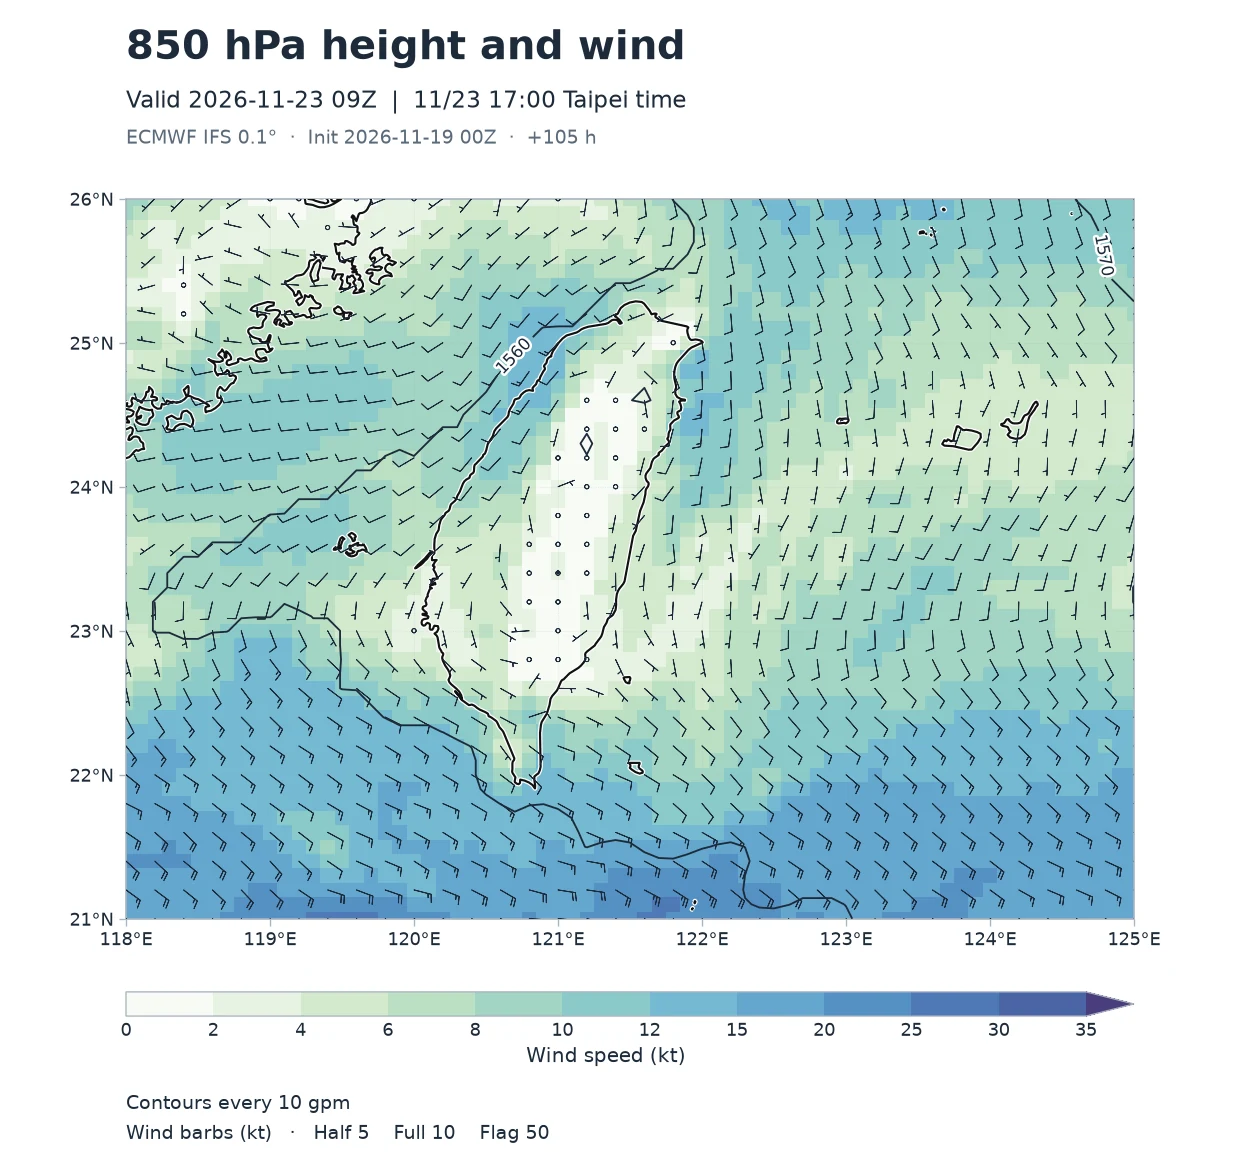 850 hPa height and wind
Valid 2026-11-23 09Z | 11/23 17:00 Taipei time
ECMWF IFS 0.1° · Init 2026-11-19 00Z · +105 h
26°N
1570
25°N
1560
24°N
23°N
22°N
21°N
118°E 119°E 120°E 121°E 122°E 123°E 124°E 125°E
0 2 4 6 8 10 12 15 20 25 30 35
Wind speed (kt)
Contours every 10 gpm
Wind barbs (kt) · Half 5 Full 10 Flag 50